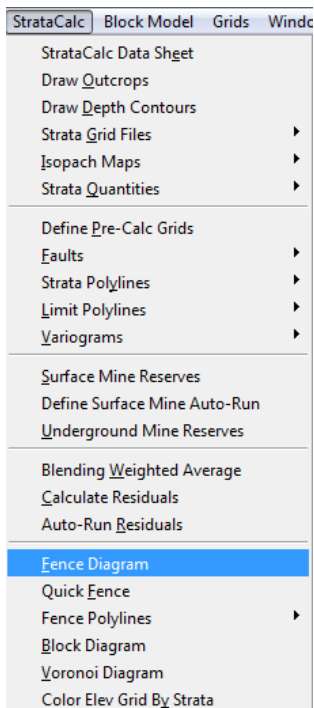 StrataCalc Block Model Grids Windo
StrataCalc Data Sheet
Draw Outcrops
Draw Depth Contours
Strata Grid Files
Isopach Maps
Strata Quantities
Define Pre-Calc Grids
Faults
Strata Polylines
Limit Polylines
Variograms
Surface Mine Reserves
Define Surface Mine Auto-Run
Underground Mine Reserves
Blending Weighted Average
Calculate Residuals
Auto-Run Residuals
Fence Diagram
Quick Fence
Fence Polylines
Block Diagram
Voronoi Diagram
Color Elev Grid By Strata